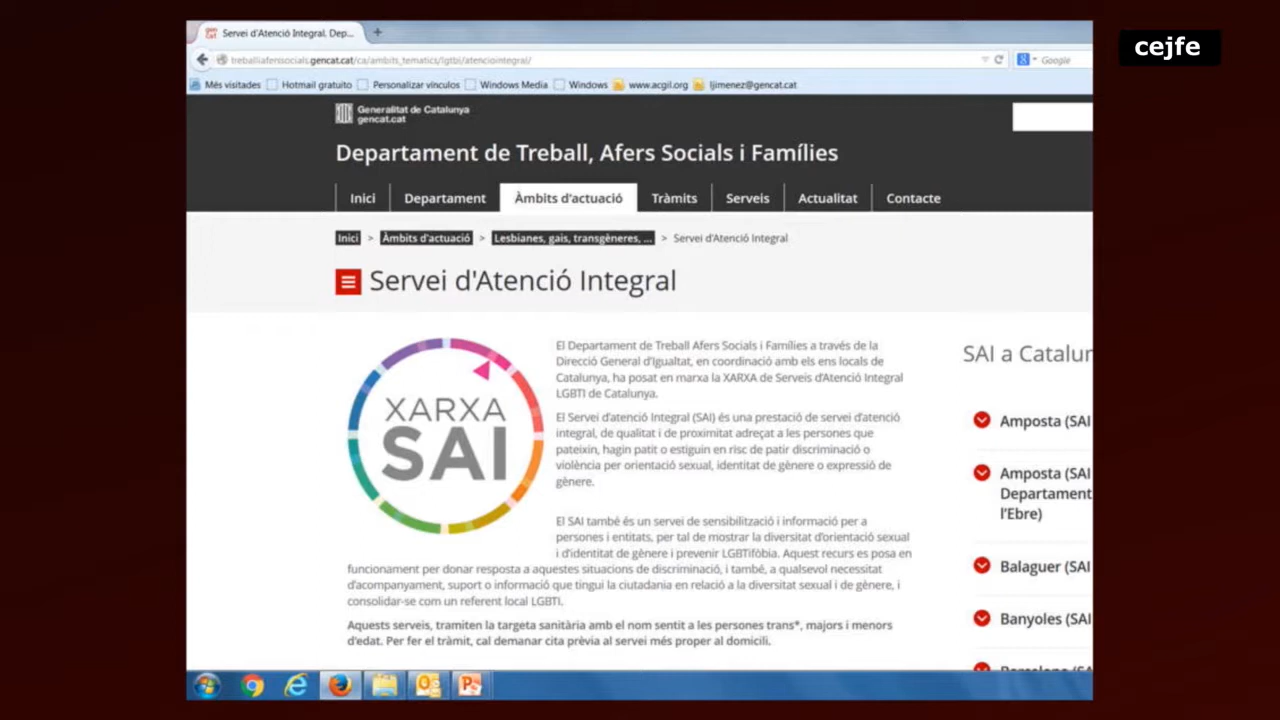 cejfe
Servei d'Atenció Integral. Dep...
treballiaferssocials.gencat.cat/ca/ambits_tematics/lgtbi/atenciointegral/
Google
Més visitades
Hotmail gratuito
Personalizar vínculos
Windows Media
Windows
www.acgil.org
ljimenez@gencat.cat
Generalitat de Catalunya
gencat.cat
Departament de Treball, Afers Socials i Famílies
Inici
Departament
Àmbits d'actuació
Tràmits
Serveis
Actualitat
Contacte
Inici > Àmbits d'actuació > Lesbianes, gais, transgèneres, ... > Servei d'Atenció Integral
Servei d'Atenció Integral
XARXA
SAI
El Departament de Treball Afers Socials i Famílies a través de la
Direcció General d'Igualtat, en coordinació amb els ens locals de
Catalunya, ha posat en marxa la XARXA de Serveis d'Atenció Integral
LGBTI de Catalunya.
El Servei d'atenció Integral (SAI) és una prestació de servei d'atenció
integral, de qualitat i de proximitat adreçat a les persones que
pateixin, hagin patit o estiguin en risc de patir discriminació o
violència per orientació sexual, identitat de gènere o expressió de
gènere.
El SAI també és un servei de sensibilització i informació per a
persones i entitats, per tal de mostrar la diversitat d'orientació sexual
i d'identitat de gènere i prevenir LGBTifòbia. Aquest recurs es posa en
funcionament per donar resposta a aquestes situacions de discriminació, i també, a qualsevol necessitat
d'acompanyament, suport o informació que tingui la ciutadania en relació a la diversitat sexual i de gènere, i
consolidar-se com un referent local LGBTI.
Aquests serveis, tramiten la targeta sanitària amb el nom sentit a les persones trans*, majors i menors
d'edat. Per fer el tràmit, cal demanar cita prèvia al servei més proper al domicili.
SAI a Catalur
Amposta (SAI
Amposta (SAI
Departament
l'Ebre)
Balaguer (SAI
Banyoles (SAI
Barcelona (SA